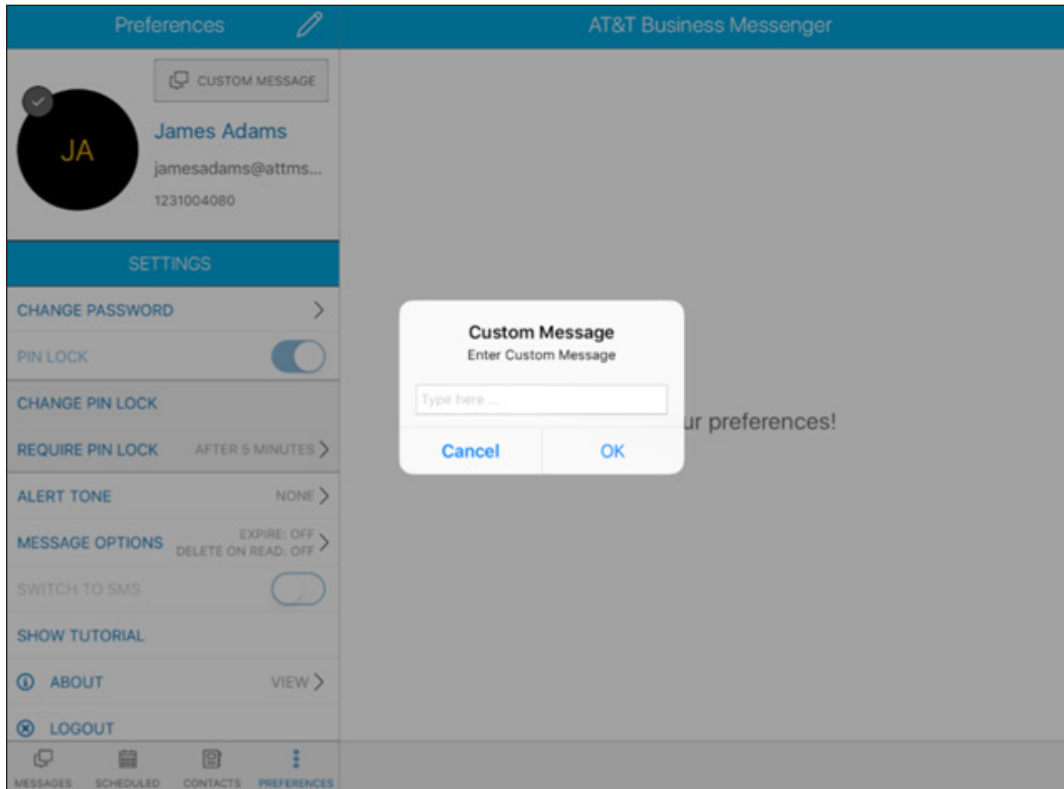 Preferences
AT&T Business Messenger
CUSTOM MESSAGE
JA
James Adams
jamesadams@attms...
1231004080
SETTINGS
CHANGE PASSWORD
PIN LOCK
CHANGE PIN LOCK
REQUIRE PIN LOCK AFTER 5 MINUTES
ALERT TONE NONE
MESSAGE OPTIONS EXPIRE: OFF
DELETE ON READ: OFF
SWITCH TO SMS
SHOW TUTORIAL
ABOUT VIEW
LOGOUT
MESSAGES SCHEDULED CONTACTS PREFERENCES
Custom Message
Enter Custom Message
Type here ...
Cancel OK
ur preferences!